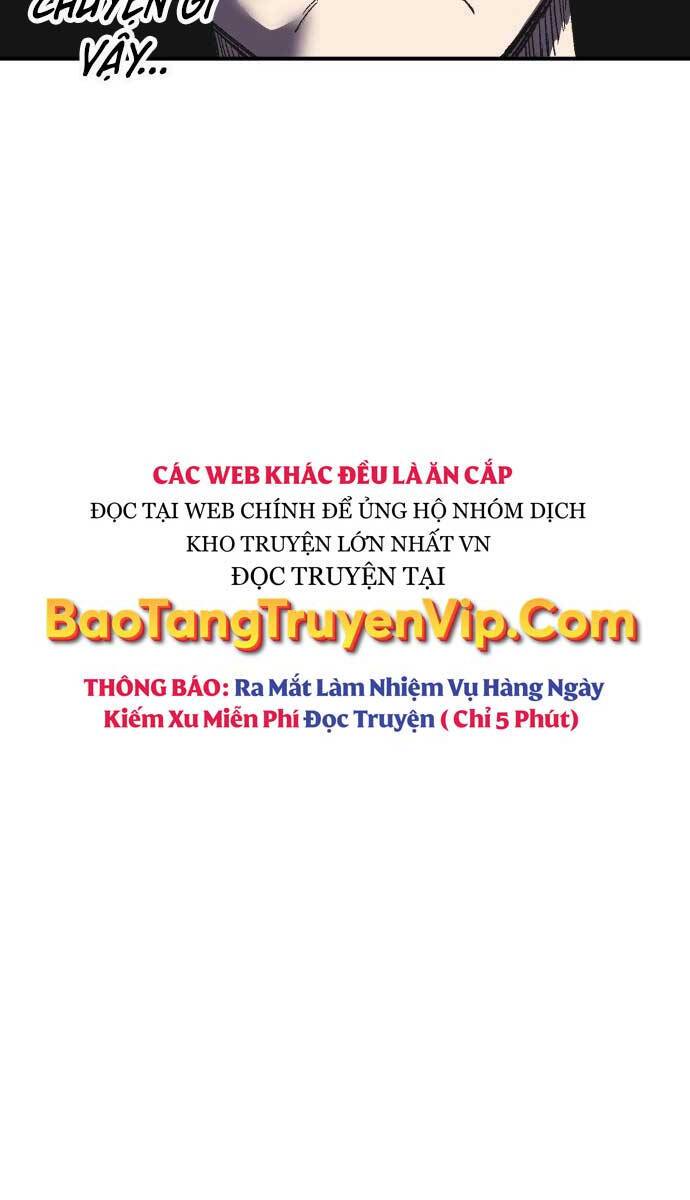 CHUYỆN GÌ
VẬY...
CÁC WEB KHÁC ĐỀU LÀ ĂN CẮP
ĐỌC TẠI WEB CHÍNH ĐỂ ỦNG HỘ NHÓM DỊCH
KHO TRUYỆN LỚN NHẤT VN
ĐỌC TRUYỆN TẠI
BaoTangTruyenVip.Com
THÔNG BÁO: Ra Mắt Làm Nhiệm Vụ Hàng Ngày
Kiếm Xu Miễn Phí Đọc Truyện ( Chỉ 5 Phút)